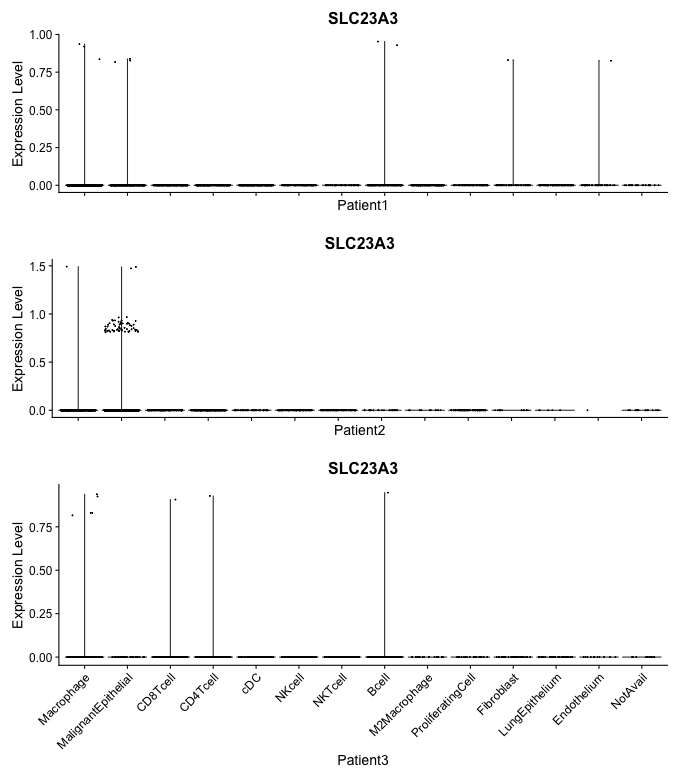 SLC23A3
Expression Level
1.00
0.75
0.50
0.25
0.00
Patient1
SLC23A3
Expression Level
1.5
1.0
0.5
0.0
Patient2
SLC23A3
Expression Level
0.75
0.50
0.25
0.00
Macrophage
MalignantEpithelial
CD8Tcell
CD4Tcell
cDC
NKcell
NKTcell
Bcell
M2Macrophage
ProliferatingCell
Fibroblast
LungEpithelium
Endothelium
NotAvail
Patient3